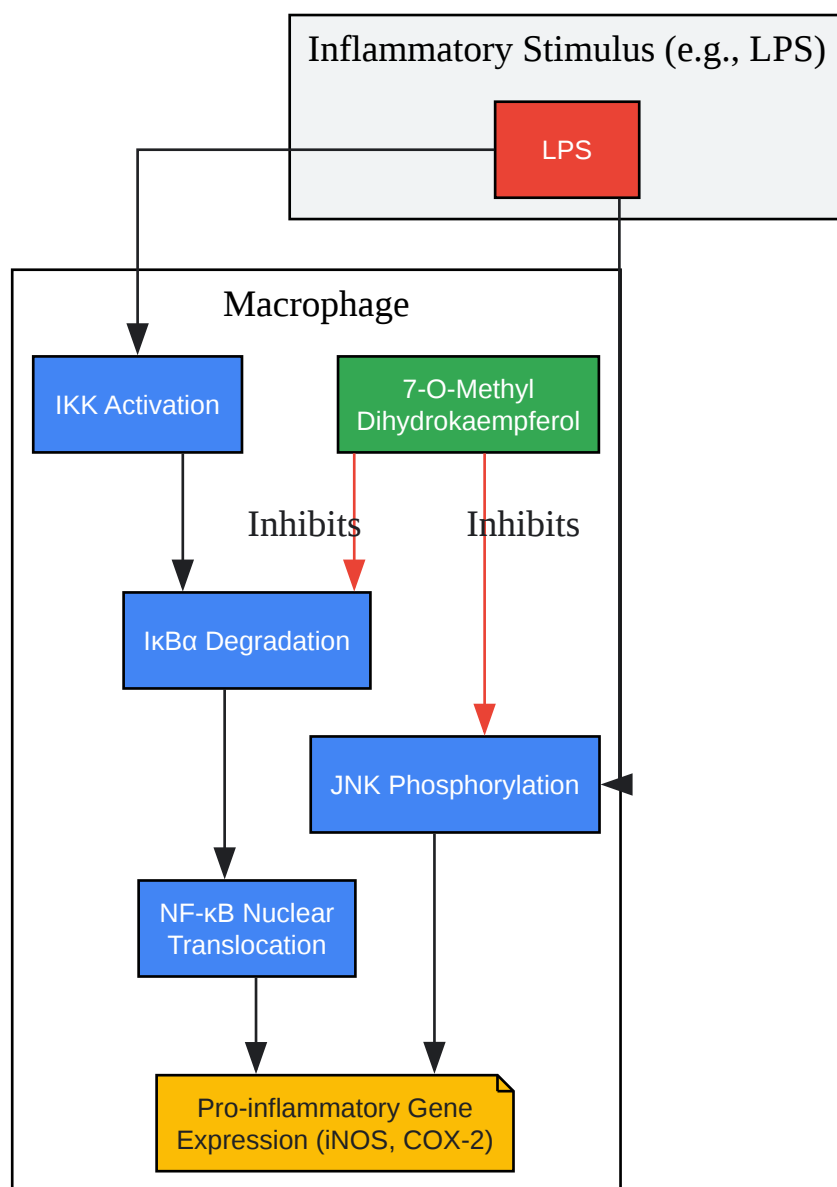 Inflammatory Stimulus (e.g., LPS)
LPS
Macrophage
IKK Activation
7-O-Methyl
Dihydrokaempferol
Inhibits
Inhibits
IκBα Degradation
JNK Phosphorylation
NF-κB Nuclear
Translocation
Pro-inflammatory Gene
Expression (iNOS, COX-2)